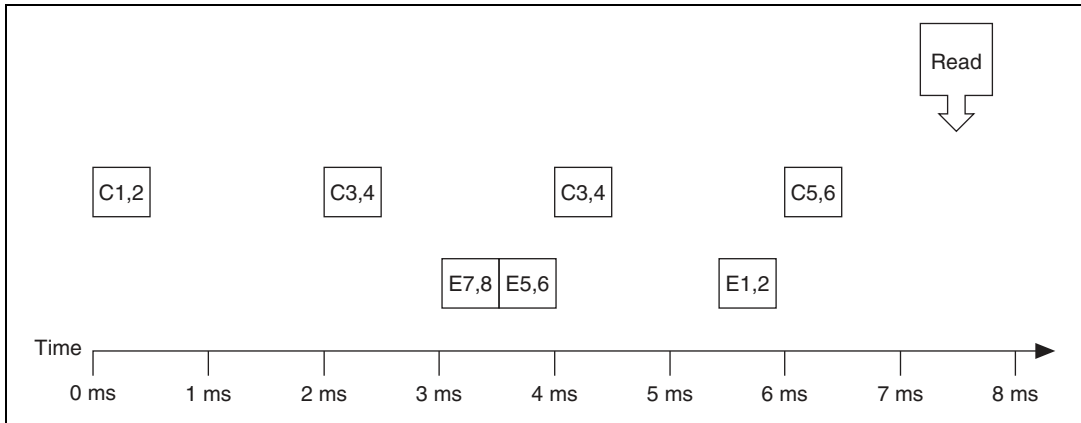 Read
C1,2 C3,4 C3,4 C5,6
E7,8 E5,6 E1,2
Time
0 ms 1 ms 2 ms 3 ms 4 ms 5 ms 6 ms 7 ms 8 ms